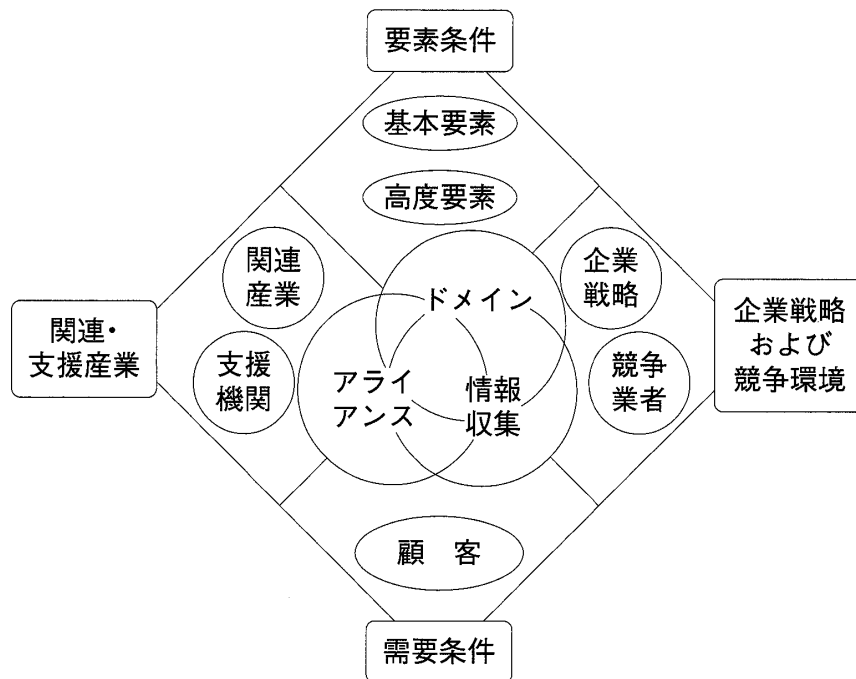 要素条件
基本要素
高度要素
関連
産業
支援
機関
関連・
支援産業
ドメイン
アライ
アンス
情報
収集
企業
戦略
競争
業者
企業戦略
および
競争環境
顧　客
需要条件